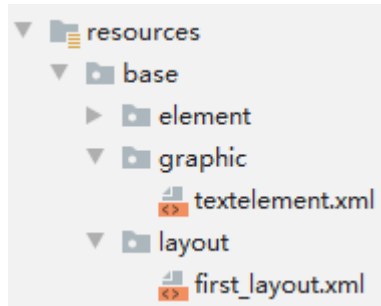 resources
base
element
graphic
textelement.xml
layout
first_layout.xml